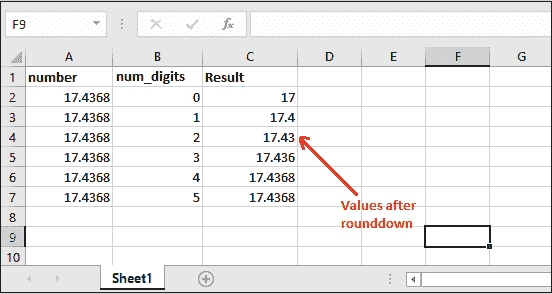 F9 fx
A B C D E F G
1 number num_digits Result
2 17.4368 0 17
3 17.4368 1 17.4
4 17.4368 2 17.43
5 17.4368 3 17.436
6 17.4368 4 17.4368
7 17.4368 5 17.4368
Values after
rounddown
8
9
10
Sheet1